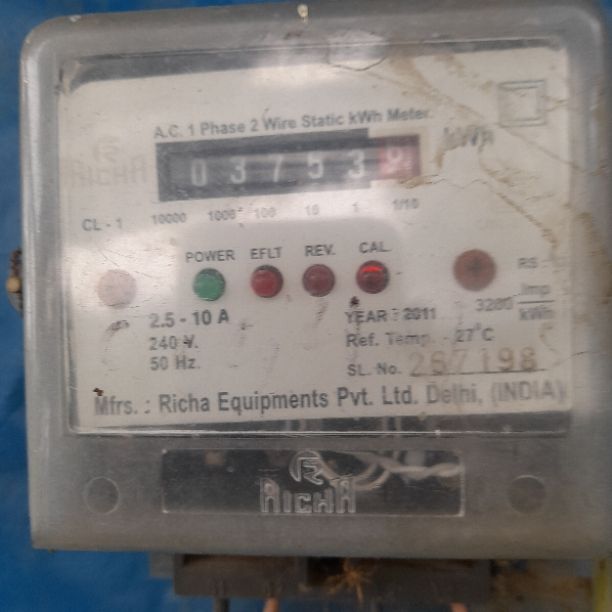 A.C. 1 Phase 2 Wire Static kWh Meter.
RICHA
0 3 7 5 3
kWh
CL - 1 10000 1000 100 10 1 1/10
POWER EFLT REV. CAL
RS -
2.5 - 10 A
240 V.
50 Hz.
YEAR : 2011
3200 Imp/kWh
Ref. Temp. - 27°C
SL. No. 267198
Mfrs. : Richa Equipments Pvt. Ltd. Delhi, (INDIA)
RICHA